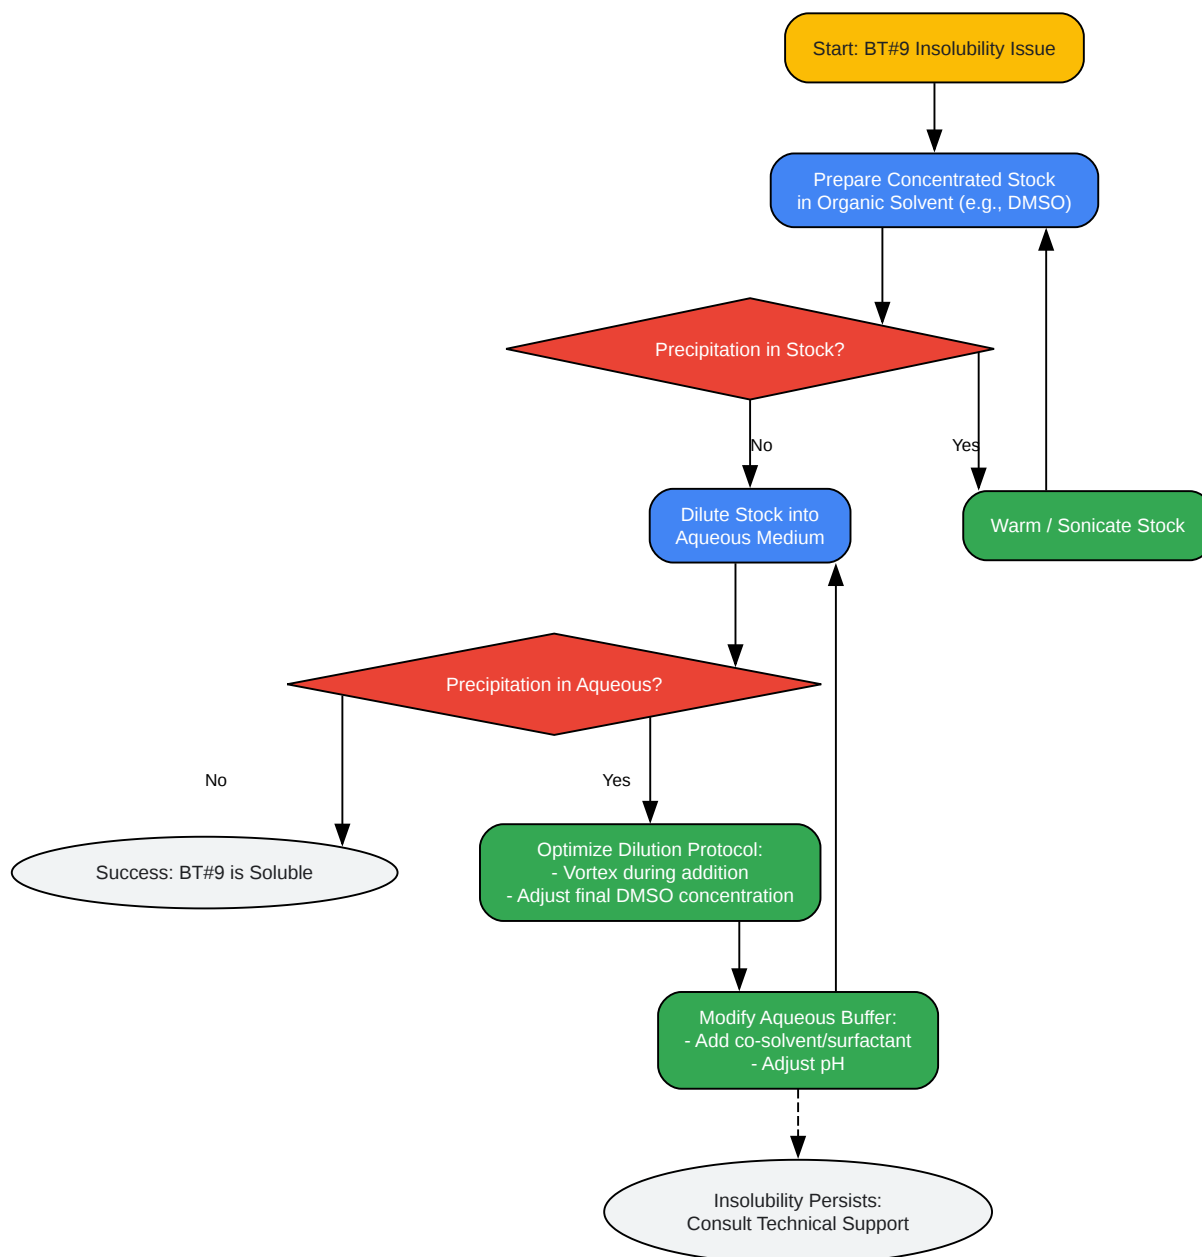 Start: BT#9 Insolubility Issue
Prepare Concentrated Stock
in Organic Solvent (e.g., DMSO)
Precipitation in Stock?
No
Yes
Dilute Stock into
Aqueous Medium
Warm / Sonicate Stock
Precipitation in Aqueous?
No
Yes
Success: BT#9 is Soluble
Optimize Dilution Protocol:
- Vortex during addition
- Adjust final DMSO concentration
Modify Aqueous Buffer:
- Add co-solvent/surfactant
- Adjust pH
Insolubility Persists:
Consult Technical Support